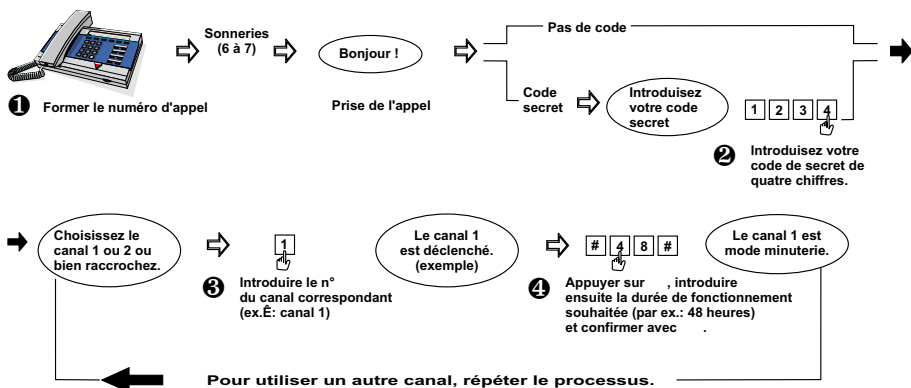 Sonneries
(6 à 7)
Bonjour !
Pas de code
❶ Former le numéro d'appel
Prise de l'appel
Code
secret
Introduisez
votre code
secret
1 2 3 4
❷ Introduisez votre
code de secret de
quatre chiffres.
Choisissez le
canal 1 ou 2 ou
bien raccrochez.
1
❸ Introduire le n°
du canal correspondant
(ex.Ê: canal 1)
Le canal 1
est déclenché.
(exemple)
# 4 8 #
❹ Appuyer sur , introduire
ensuite la durée de fonctionnement
souhaitée (par ex.: 48 heures)
et confirmer avec .
Le canal 1 est
mode minuterie.
Pour utiliser un autre canal, répéter le processus.